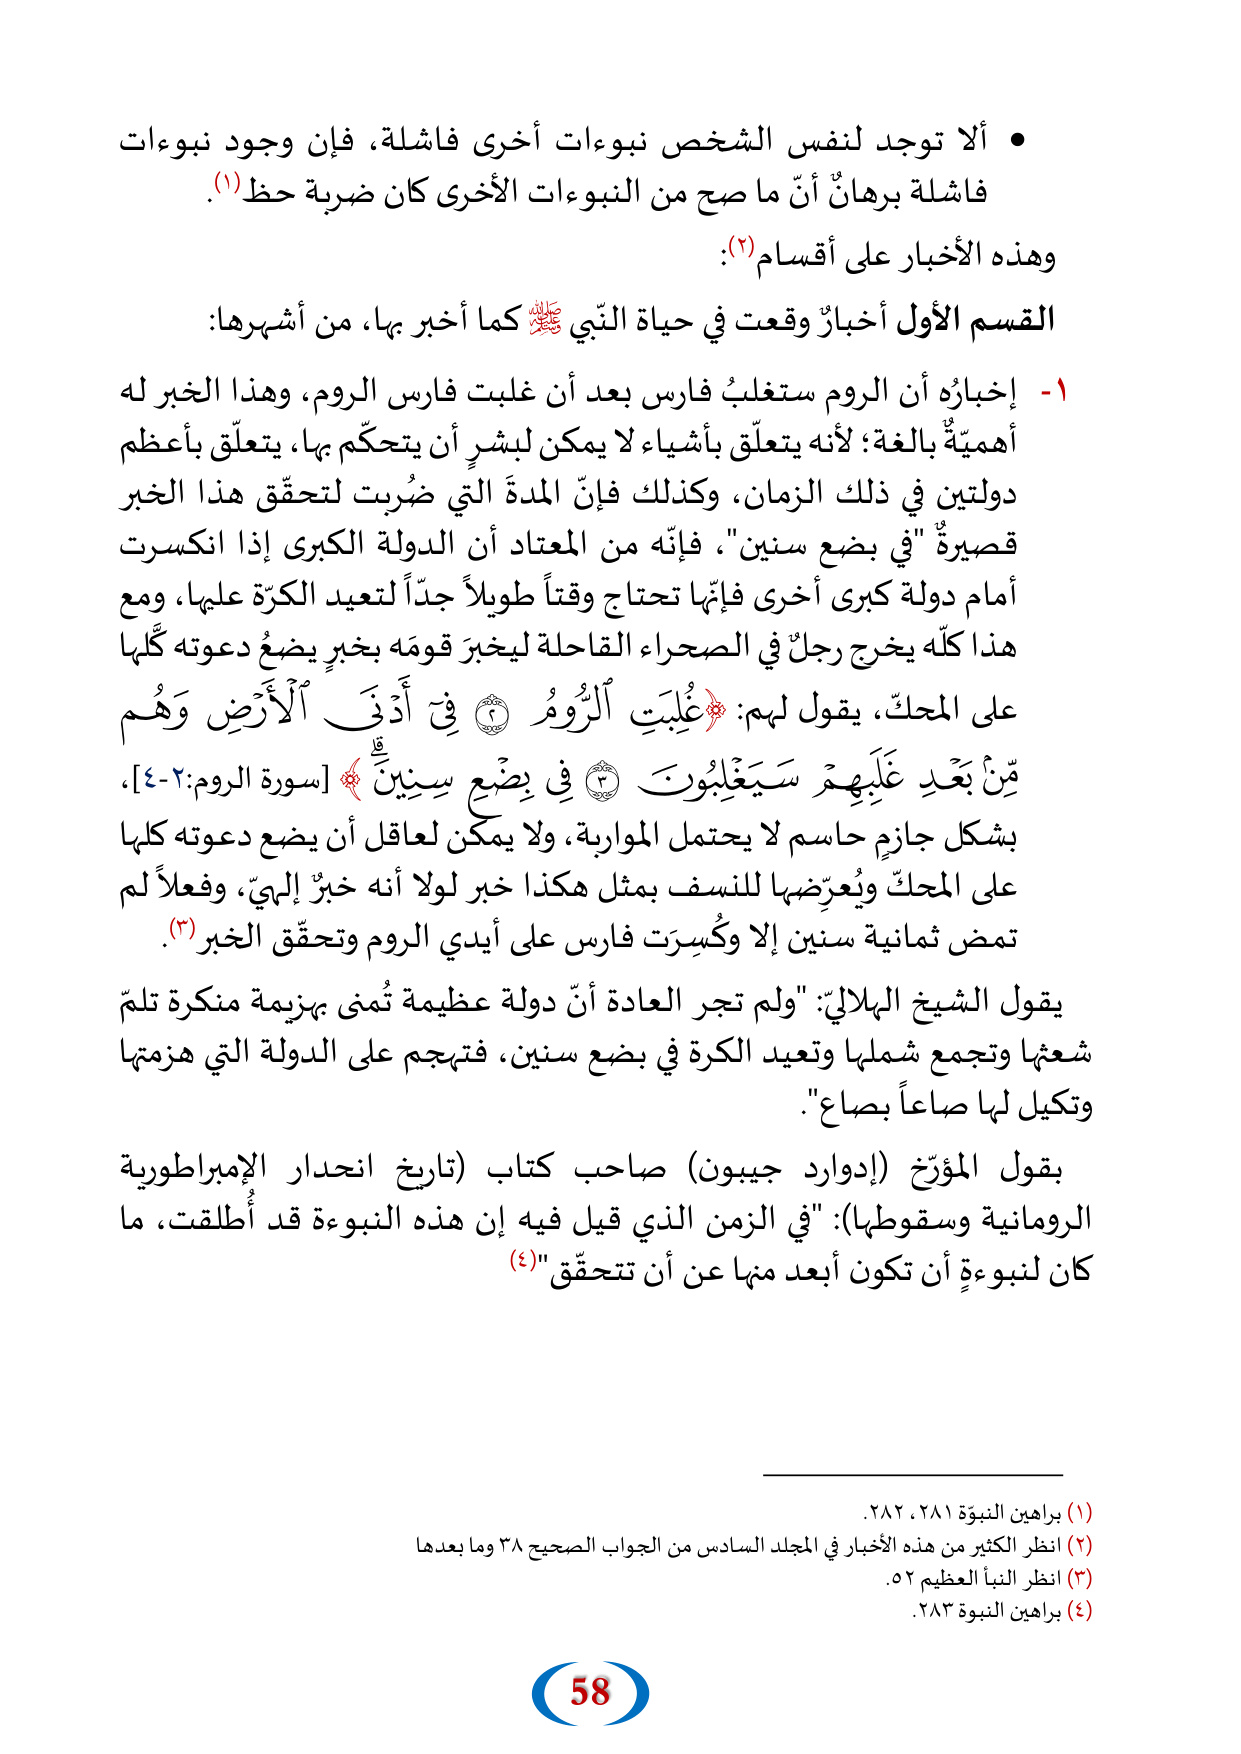 • ألا توجد لنفس الشخص نبوءات أخرى فاشلة، فإن وجود نبوءات
فاشلة برهانٌ أنّ ما صح من النبوءات الأخرى كان ضربة حظ(١).
وهذه الأخبار على أقسام(٢):
القسم الأول أخبارٌ وقعت في حياة النّبي ﷺ كما أخبر بها، من أشهرها:
١- إخبارُه أن الروم ستغلبُ فارس بعد أن غلبت فارس الروم، وهذا الخبر له
أهميّةٌ بالغة؛ لأنه يتعلّق بأشياء لا يمكن لبشرٍ أن يتحكّم بها، يتعلّق بأعظم
دولتين في ذلك الزمان، وكذلك فإنّ المدةَ التي ضُربت لتحقّق هذا الخبر
قصيرةٌ "في بضع سنين"، فإنّه من المعتاد أن الدولة الكبرى إذا انكسرت
أمام دولة كبرى أخرى فإنّها تحتاج وقتاً طويلاً جدّاً لتعيد الكرّة عليها، ومع
هذا كلّه يخرج رجلٌ في الصحراء القاحلة ليخبرَ قومَه بخبرٍ يضعُ دعوته كَّلها
على المحكّ، يقول لهم: ﴿غُلِبَتِ ٱلرُّومُ ٢ فِىٓ أَدْنَى ٱلْأَرْضِ وَهُم
مِّنۢ بَعْدِ غَلَبِهِمْ سَيَغْلِبُونَ ٣ فِى بِضْعِ سِنِينَۗ﴾ [سورة الروم:٢-٤]،
بشكل جازمٍ حاسم لا يحتمل المواربة، ولا يمكن لعاقل أن يضع دعوته كلها
على المحكّ ويُعرِّضها للنسف بمثل هكذا خبر لولا أنه خبرٌ إلهيّ، وفعلاً لم
تمض ثمانية سنين إلا وكُسِرَت فارس على أيدي الروم وتحقّق الخبر(٣).
يقول الشيخ الهلاليّ: "ولم تجر العادة أنّ دولة عظيمة تُمنى بهزيمة منكرة تلمّ
شعثها وتجمع شملها وتعيد الكرة في بضع سنين، فتهجم على الدولة التي هزمتها
وتكيل لها صاعاً بصاع".
بقول المؤرّخ (إدوارد جيبون) صاحب كتاب (تاريخ انحدار الإمبراطورية
الرومانية وسقوطها): "في الزمن الذي قيل فيه إن هذه النبوءة قد أُطلقت، ما
كان لنبوءةٍ أن تكون أبعد منها عن أن تتحقّق"(٤)
(١) براهين النبوّة ٢٨١، ٢٨٢.
(٢) انظر الكثير من هذه الأخبار في المجلد السادس من الجواب الصحيح ٣٨ وما بعدها
(٣) انظر النبأ العظيم ٥٢.
(٤) براهين النبوة ٢٨٣.
58